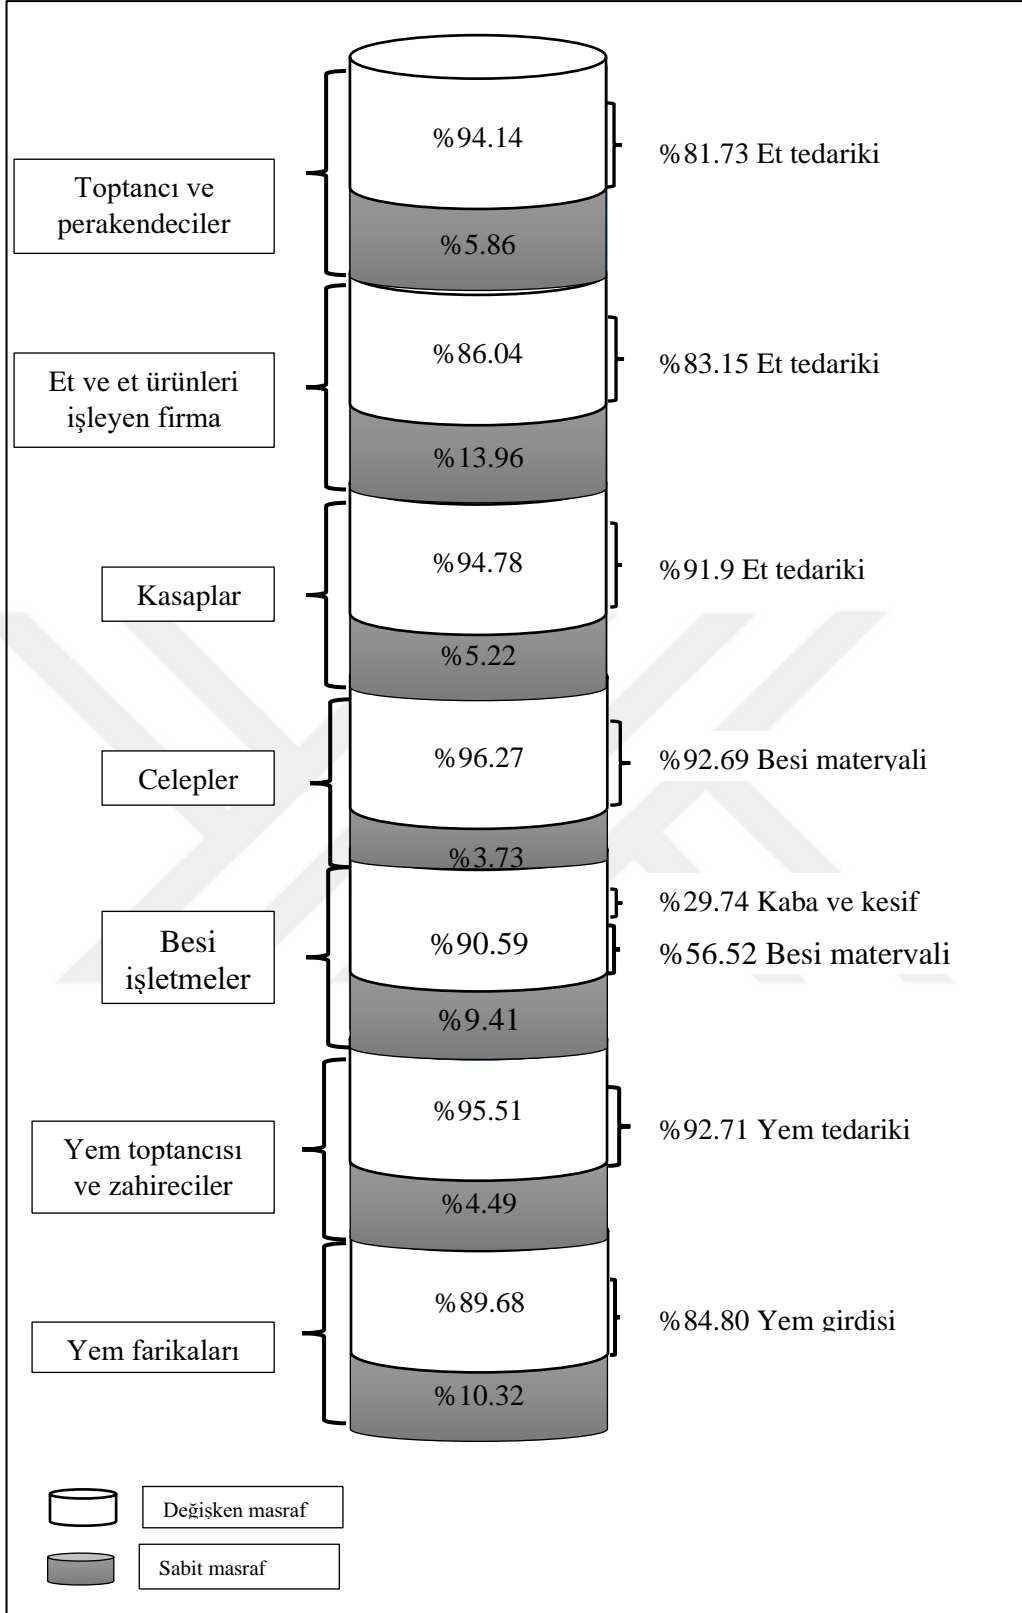 %94.14
%81.73 Et tedariki
Toptancı ve
perakendeciler
%5.86
%86.04
%83.15 Et tedariki
Et ve et ürünleri
işleyen firma
%13.96
%94.78
%91.9 Et tedariki
Kasaplar
%5.22
%96.27
%92.69 Besi materyali
Celepler
%3.73
%29.74 Kaba ve kesif
Besi
işletmeler
%90.59
%56.52 Besi materyali
%9.41
%95.51
%92.71 Yem tedariki
Yem toptancısı
ve zahireciler
%4.49
%89.68
%84.80 Yem girdisi
Yem farikaları
%10.32
Değişken masraf
Sabit masraf